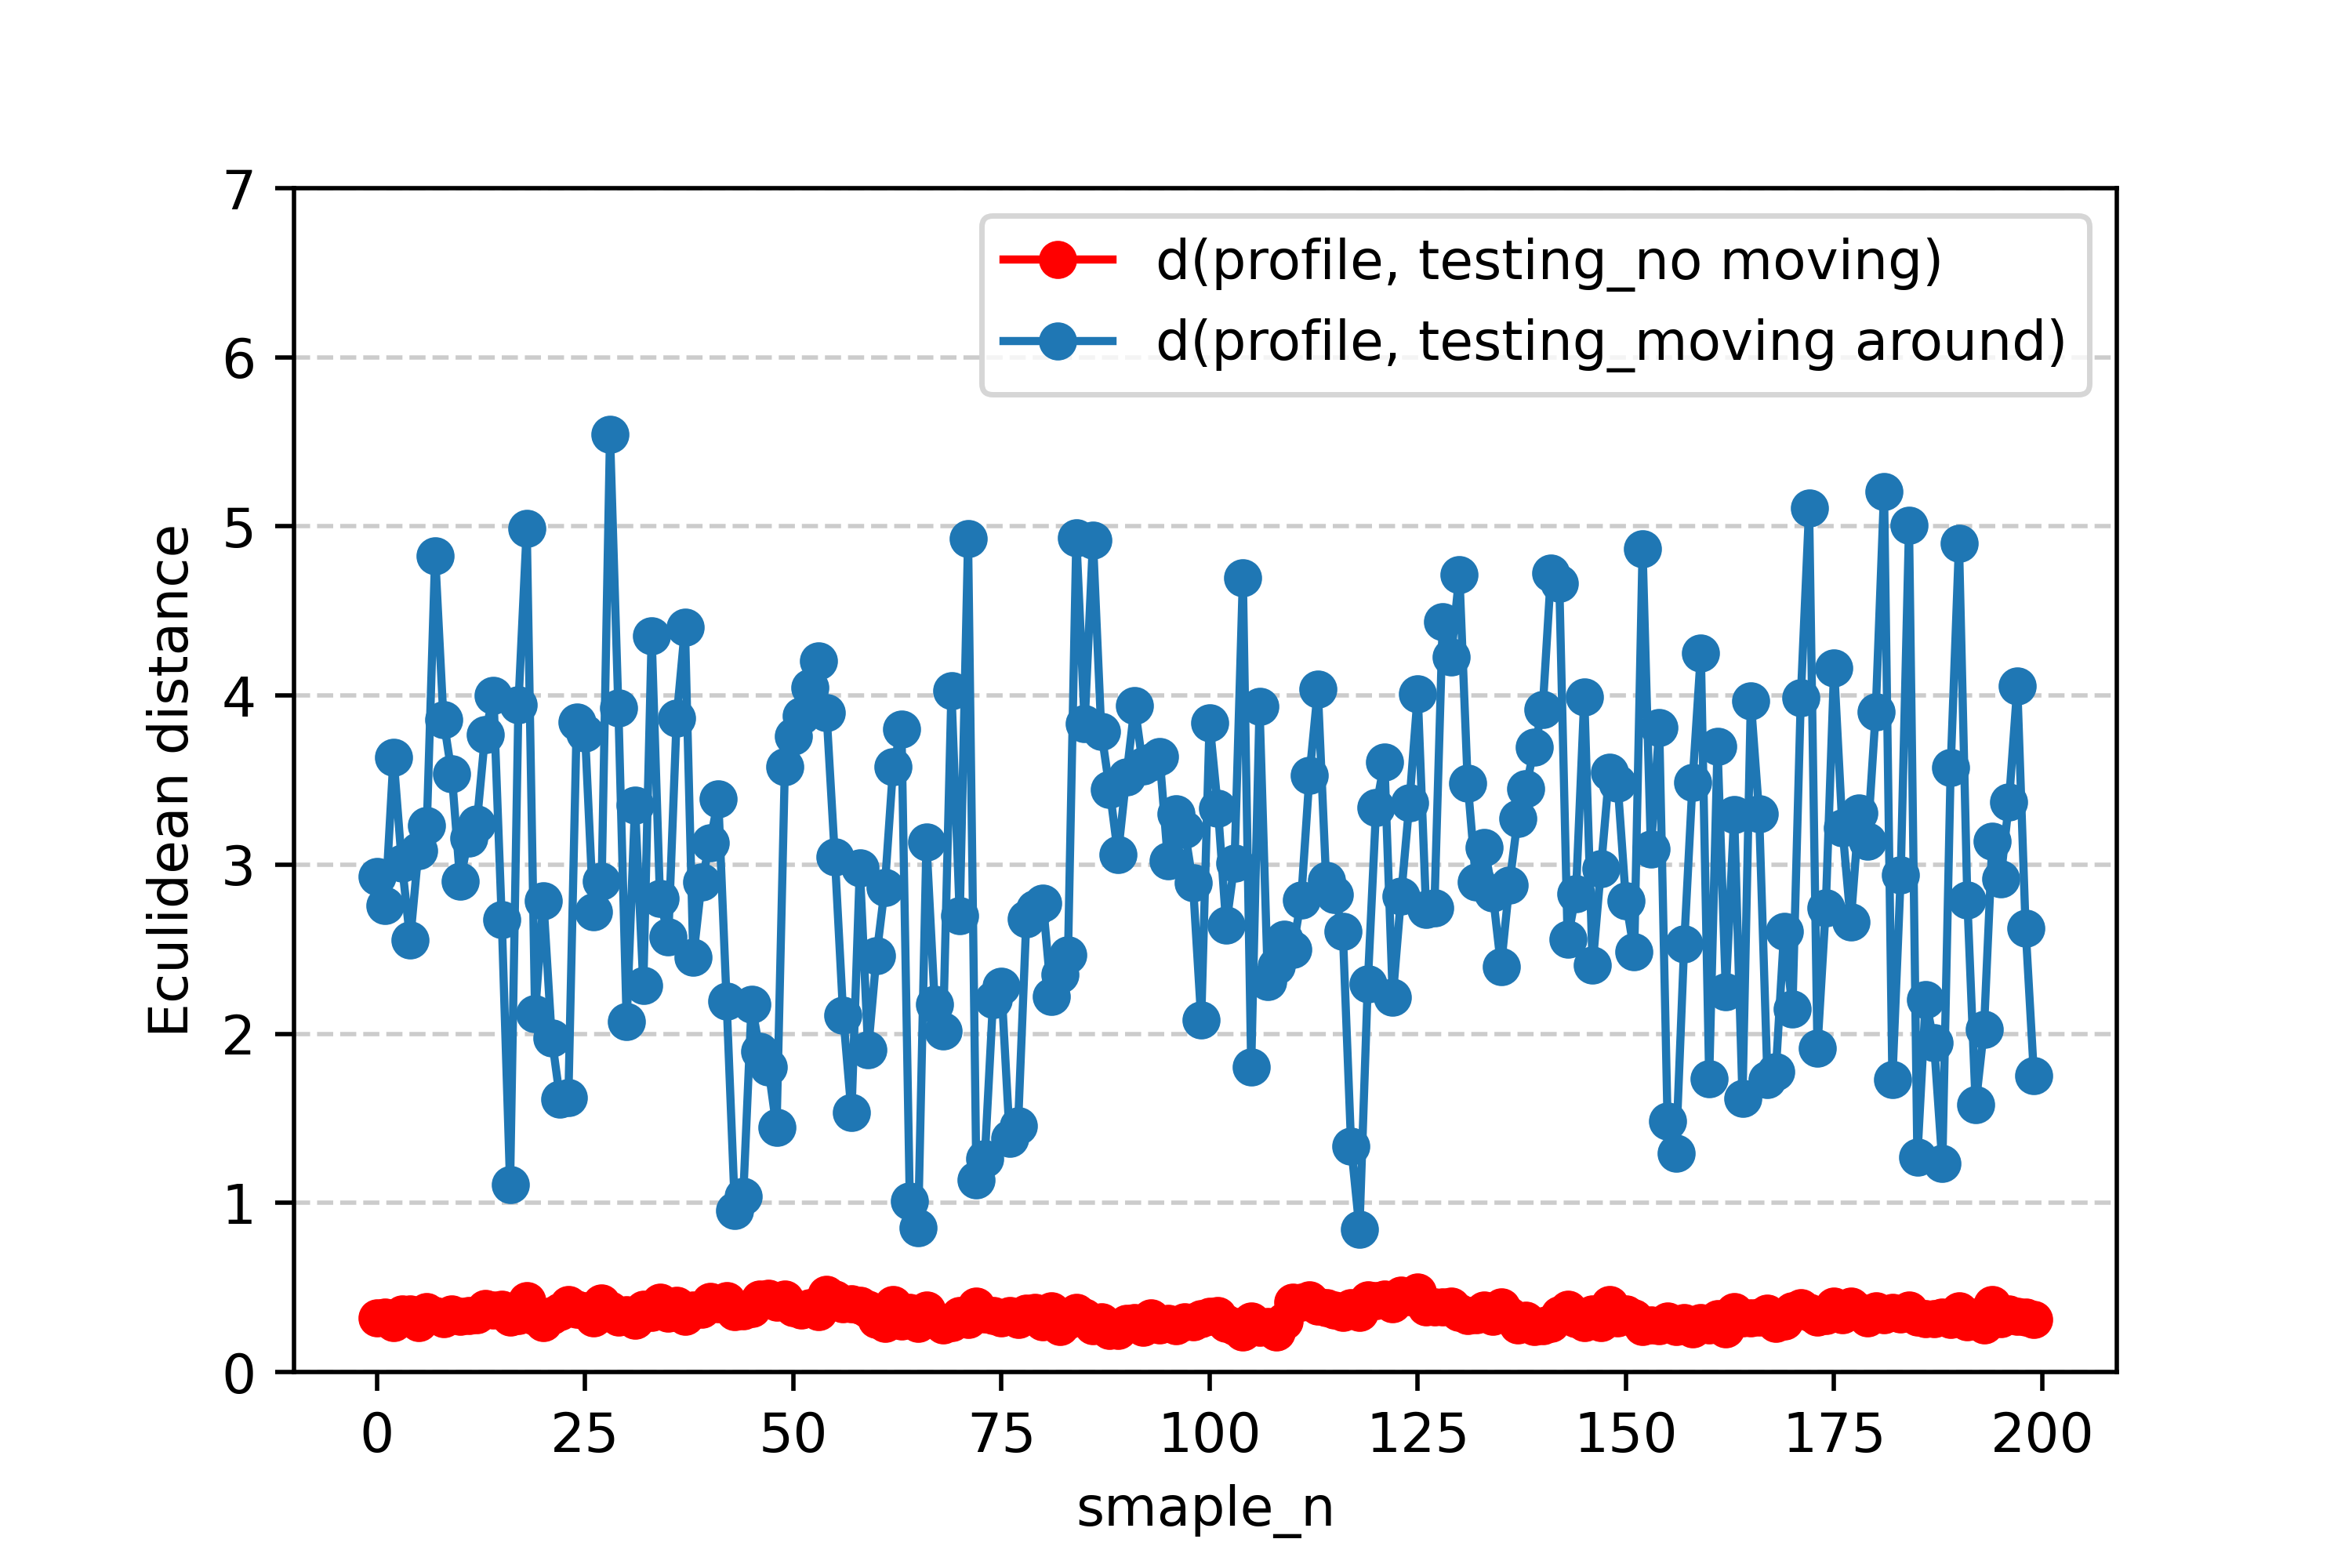 7
6
5
4
3
2
1
0
Eculidean distance
d(profile, testing_no moving)
d(profile, testing_moving around)
0 25 50 75 100 125 150 175 200
smaple_n